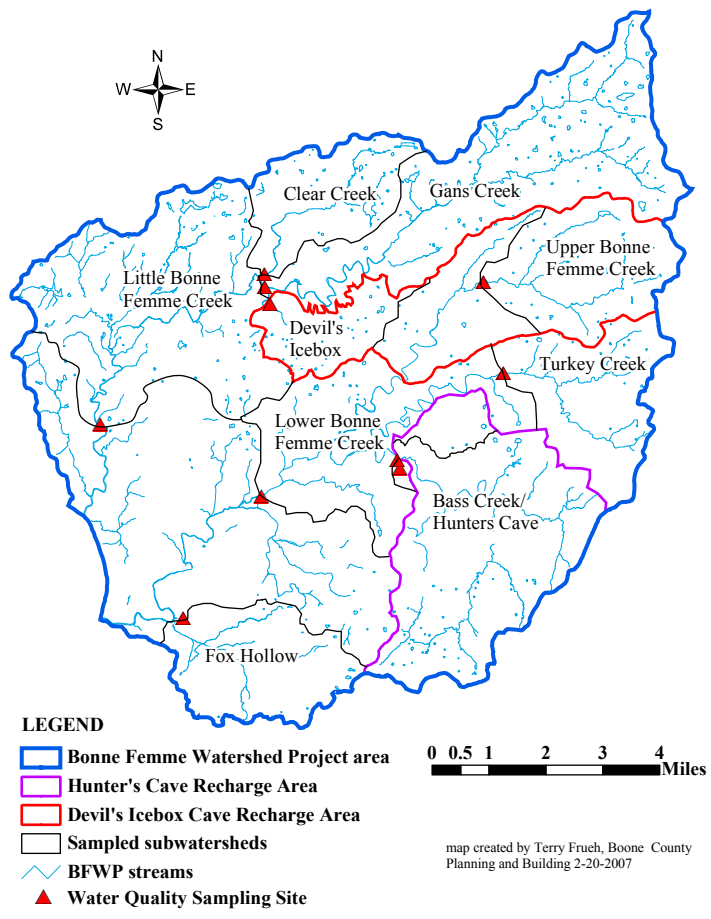 N
W E
S
Clear Creek
Gans Creek
Upper Bonne
Femme Creek
Little Bonne
Femme Creek
Devil's
Icebox
Turkey Creek
Lower Bonne
Femme Creek
Bass Creek/
Hunters Cave
Fox Hollow
LEGEND
Bonne Femme Watershed Project area
Hunter's Cave Recharge Area
Devil's Icebox Cave Recharge Area
Sampled subwatersheds
BFWP streams
Water Quality Sampling Site
0 0.5 1 2 3 4
Miles
map created by Terry Frueh, Boone County
Planning and Building 2-20-2007